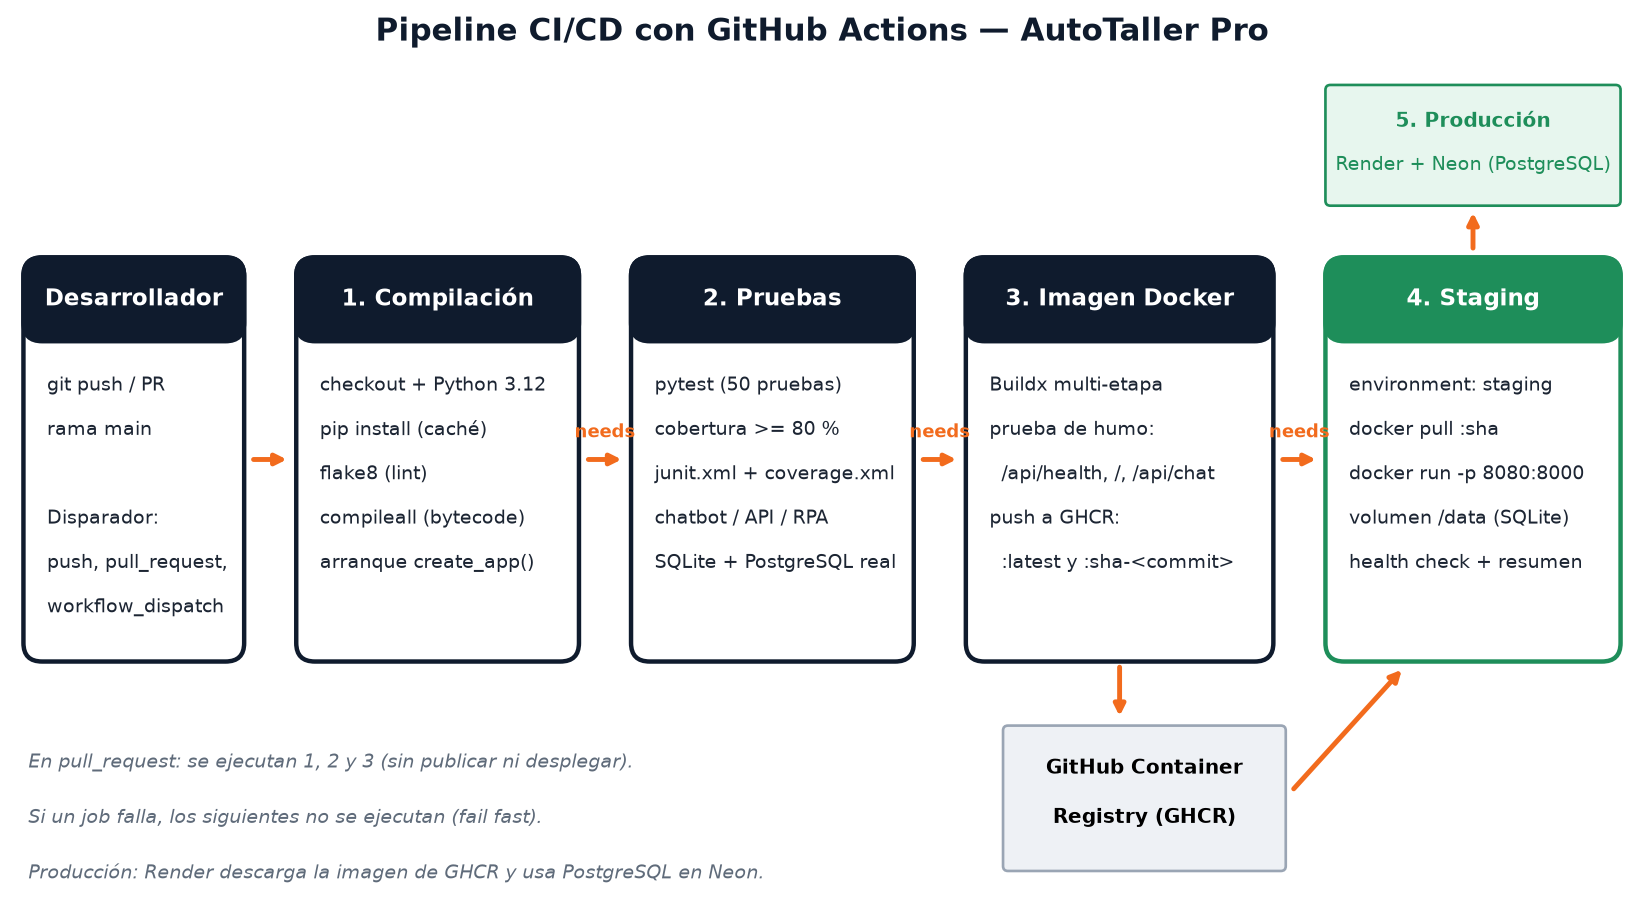 Pipeline CI/CD con GitHub Actions — AutoTaller Pro
5. Producción
Render + Neon (PostgreSQL)
Desarrollador
git push / PR
rama main
Disparador:
push, pull_request,
workflow_dispatch
1. Compilación
checkout + Python 3.12
pip install (caché)
flake8 (lint)
compileall (bytecode)
arranque create_app()
needs
2. Pruebas
pytest (50 pruebas)
cobertura >= 80 %
junit.xml + coverage.xml
chatbot / API / RPA
SQLite + PostgreSQL real
needs
3. Imagen Docker
Buildx multi-etapa
prueba de humo:
/api/health, /, /api/chat
push a GHCR:
:latest y :sha-<commit>
needs
4. Staging
environment: staging
docker pull :sha
docker run -p 8080:8000
volumen /data (SQLite)
health check + resumen
GitHub Container
Registry (GHCR)
En pull_request: se ejecutan 1, 2 y 3 (sin publicar ni desplegar).
Si un job falla, los siguientes no se ejecutan (fail fast).
Producción: Render descarga la imagen de GHCR y usa PostgreSQL en Neon.